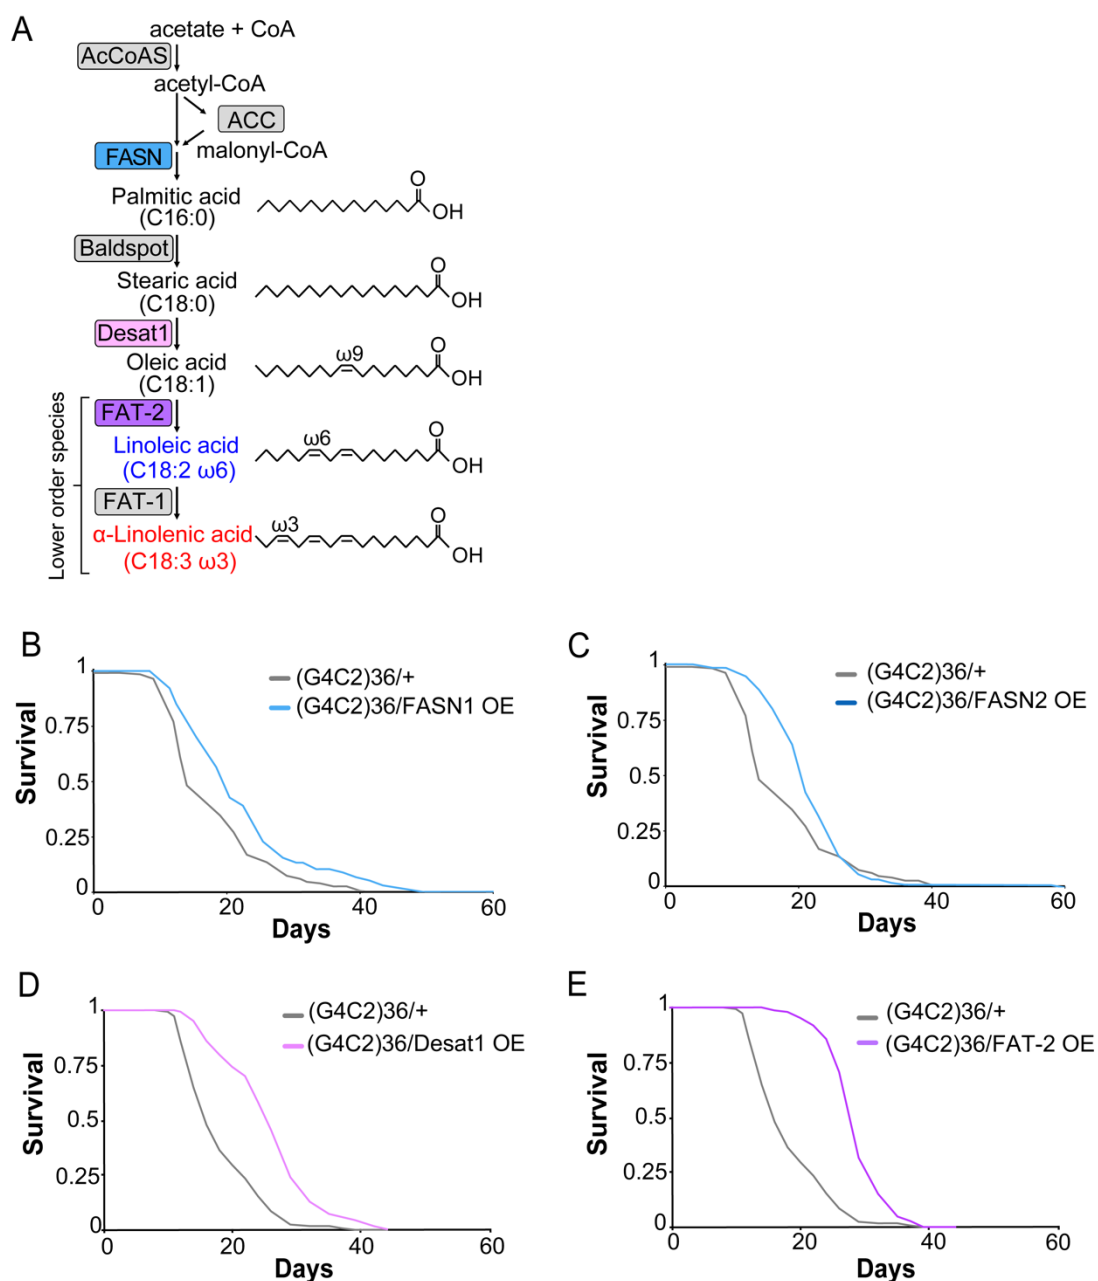 A
acetate + CoA
AcCoAS
acetyl-CoA
ACC
FASN
malonyl-CoA
Palmitic acid
(C16:0)
O
OH
Baldspot
Stearic acid
(C18:0)
O
OH
Desat1
Oleic acid
(C18:1)
ω9
O
OH
Lower order species
FAT-2
Linoleic acid
(C18:2 ω6)
ω6
O
OH
FAT-1
α-Linolenic acid
(C18:3 ω3)
ω3
O
OH
B
(G4C2)36/+
(G4C2)36/FASN1 OE
Survival
1
0.75
0.5
0.25
0
0 20 40 60
Days
C
(G4C2)36/+
(G4C2)36/FASN2 OE
Survival
1
0.75
0.5
0.25
0
0 20 40 60
Days
D
(G4C2)36/+
(G4C2)36/Desat1 OE
Survival
1
0.75
0.5
0.25
0
0 20 40 60
Days
E
(G4C2)36/+
(G4C2)36/FAT-2 OE
Survival
1
0.75
0.5
0.25
0
0 20 40 60
Days